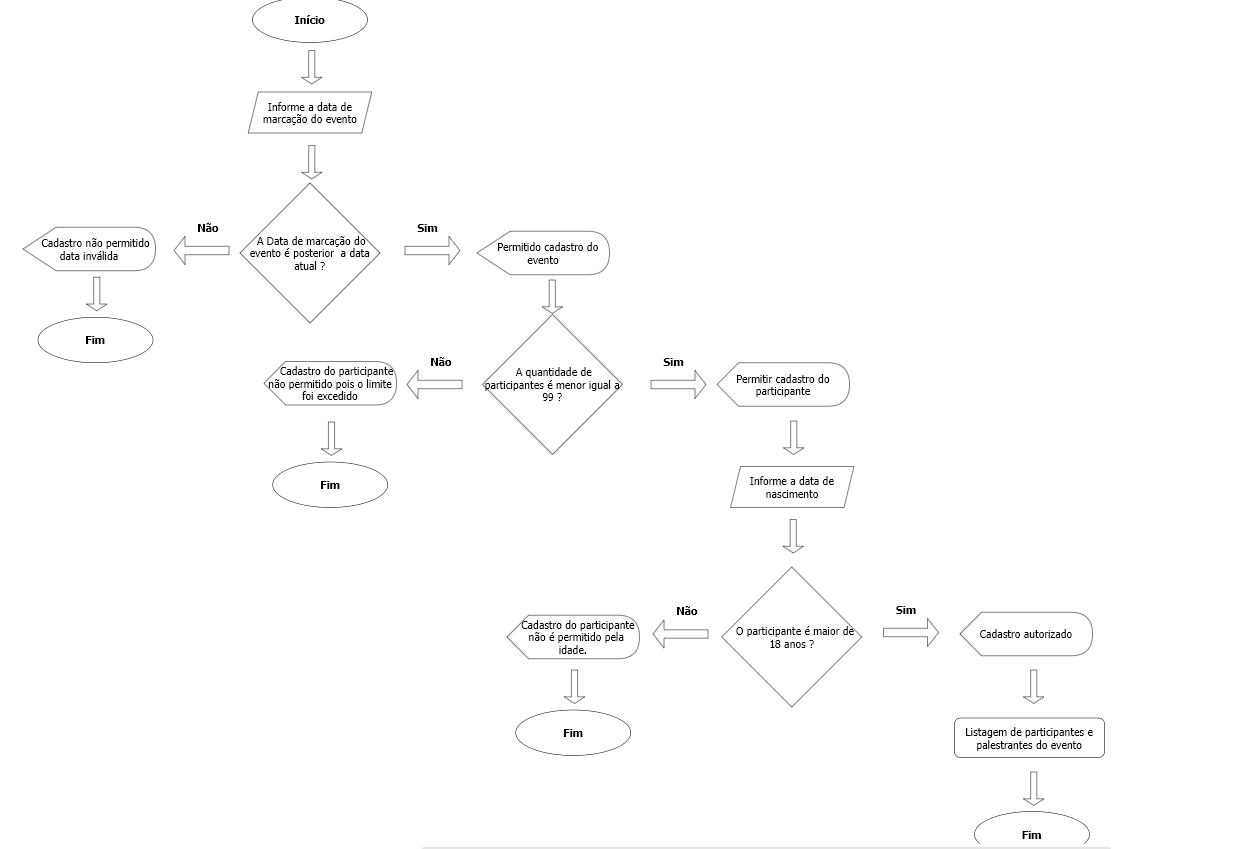 Início
Informe a data de
marcação do evento
Não
Sim
Cadastro não permitido
data inválida
A Data de marcação do
evento é posterior a data
atual ?
Permitido cadastro do
evento
Fim
Não
Sim
Cadastro do participante
não permitido pois o limite
foi excedido
A quantidade de
participantes é menor igual a
99 ?
Permitir cadastro do
participante
Fim
Informe a data de
nascimento
Não
Sim
Cadastro do participante
não é permitido pela
idade.
O participante é maior de
18 anos ?
Cadastro autorizado
Fim
Listagem de participantes e
palestrantes do evento
Fim